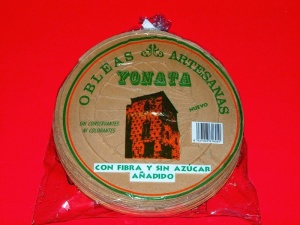 OBLEAS ARTESANAS
YONATA
NUEVO
SIN CONSERVANTES
NI COLORANTES
CON FIBRA Y SIN AZÚCAR
AÑADIDO